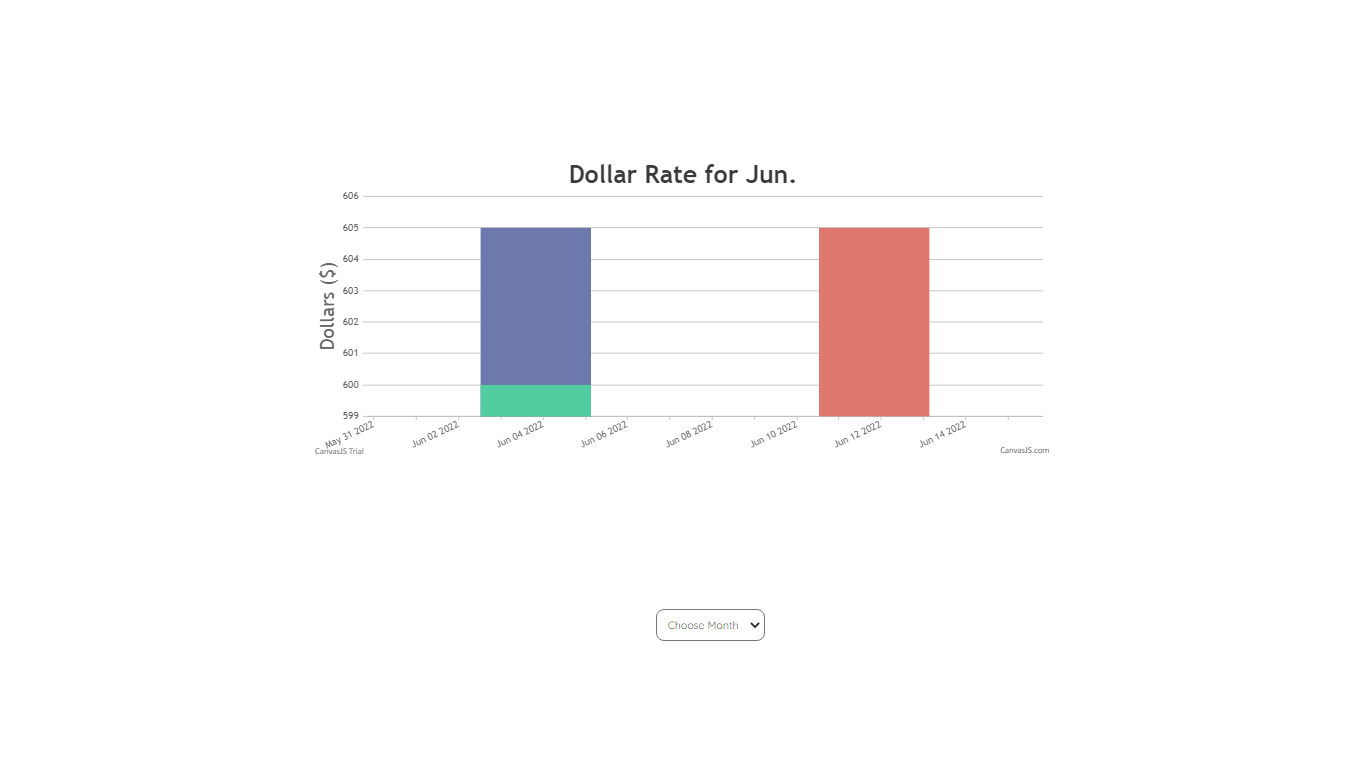 Dollar Rate for Jun.
606
605
604
603
602
601
600
599
Dollars ($)
May 31 2022
Jun 02 2022
Jun 04 2022
Jun 06 2022
Jun 08 2022
Jun 10 2022
Jun 12 2022
Jun 14 2022
CanvasJS Trial
CanvasJS.com
Choose Month